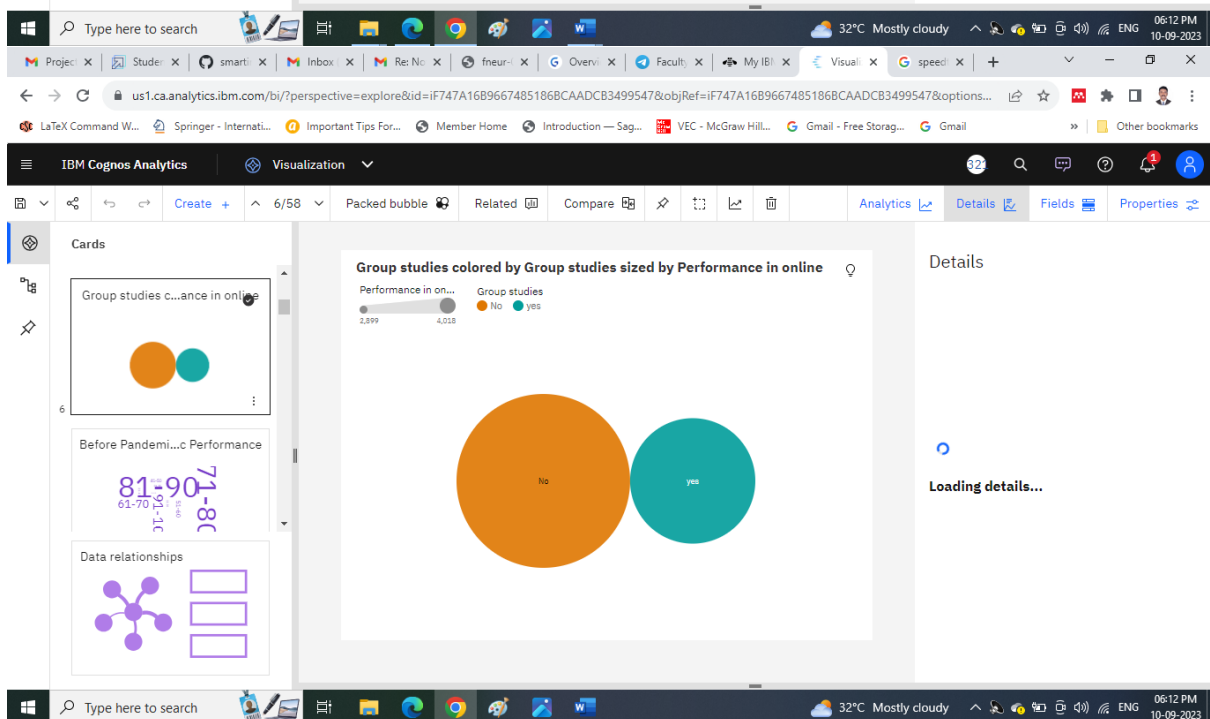 Type here to search
32°C Mostly cloudy
ENG
06:12 PM
10-09-2023
Project
Studer
smarti
Inbox
Re: No
fneur-
Overvi
Faculty
My IBM
Visuali
speed
us1.ca.analytics.ibm.com/bi/?perspective=explore&id=iF747A16B9667485186BCAADCB3499547&objRef=iF747A16B9667485186BCAADCB3499547&options...
LaTeX Command W...
Springer - Internati...
Important Tips For...
Member Home
Introduction — Sag...
VEC - McGraw Hill...
Gmail - Free Storag...
Gmail
»
Other bookmarks
IBM Cognos Analytics
Visualization
321
1
Create +
6/58
Packed bubble
Related
Compare
Analytics
Details
Fields
Properties
Cards
Group studies c...ance in online
6
Before Pandemi...c Performance
81-90
71-80
61-70
Data relationships
Group studies colored by Group studies sized by Performance in online
Performance in on...
2,899
4,018
Group studies
No
yes
No
yes
Details
Loading details...
Type here to search
32°C Mostly cloudy
ENG
06:12 PM
10-09-2023